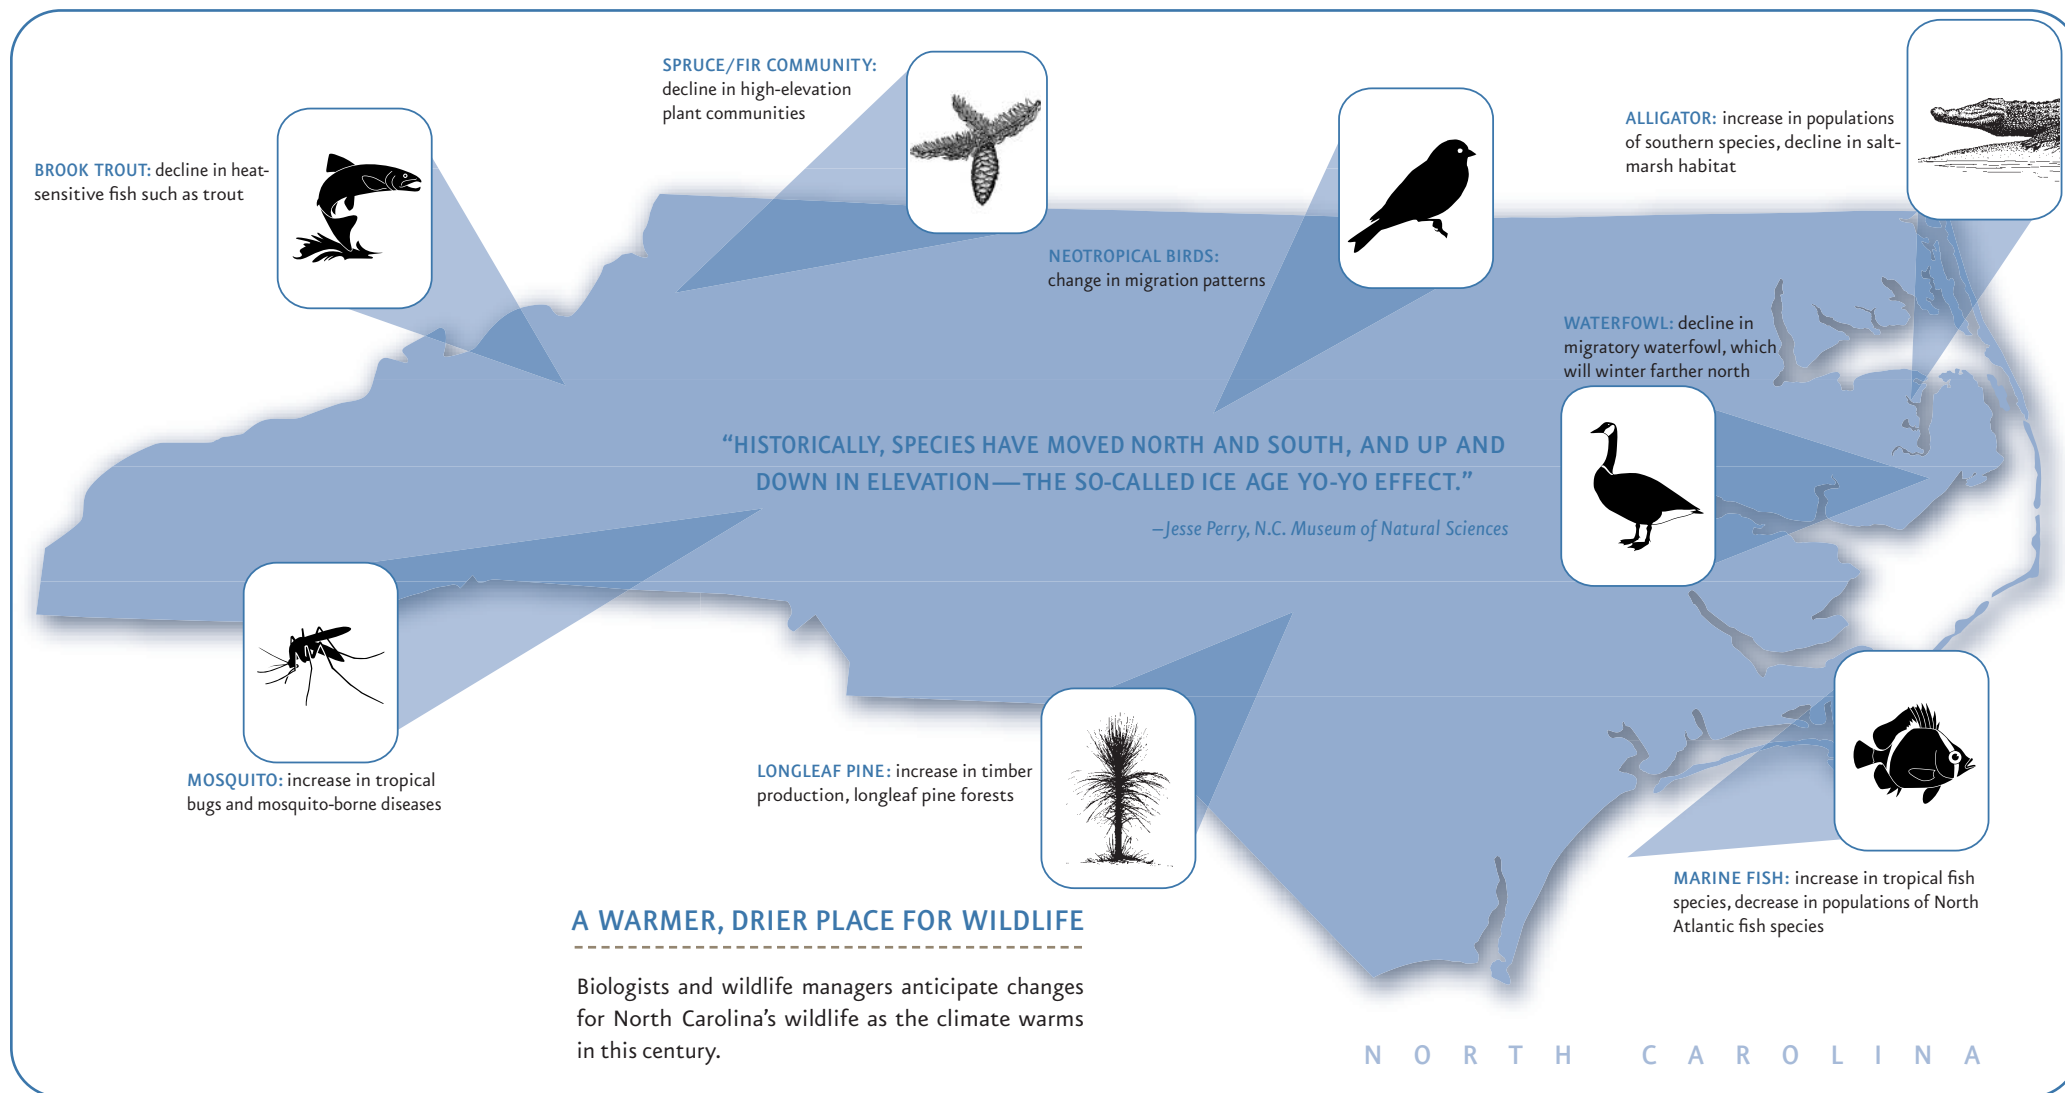 SPRUCE/FIR COMMUNITY:
decline in high-elevation
plant communities
BROOK TROUT: decline in heat-
sensitive fish such as trout
ALLIGATOR: increase in populations
of southern species, decline in salt-
marsh habitat
NEOTROPICAL BIRDS:
change in migration patterns
WATERFOWL: decline in
migratory waterfowl, which
will winter farther north
“HISTORICALLY, SPECIES HAVE MOVED NORTH AND SOUTH, AND UP AND
DOWN IN ELEVATION—THE SO-CALLED ICE AGE YO-YO EFFECT.”
–Jesse Perry, N.C. Museum of Natural Sciences
MOSQUITO: increase in tropical
bugs and mosquito-borne diseases
LONGLEAF PINE: increase in timber
production, longleaf pine forests
MARINE FISH: increase in tropical fish
species, decrease in populations of North
Atlantic fish species
A WARMER, DRIER PLACE FOR WILDLIFE
Biologists and wildlife managers anticipate changes
for North Carolina’s wildlife as the climate warms
in this century.
NORTH CAROLINA